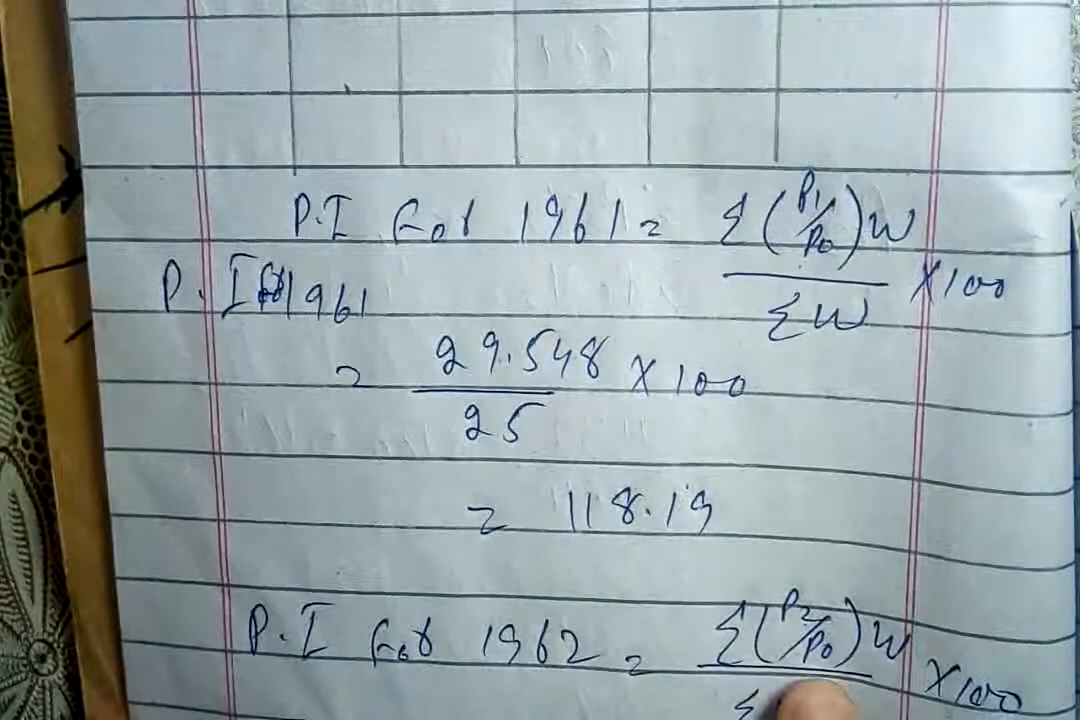 P.I for 1961 = Σ(P1/P0)W
P.I for 1961
ΣW × 100
= 29.548 × 100
25
= 118.19
P.I for 1962 = Σ(P2/P0)W × 100
Σ